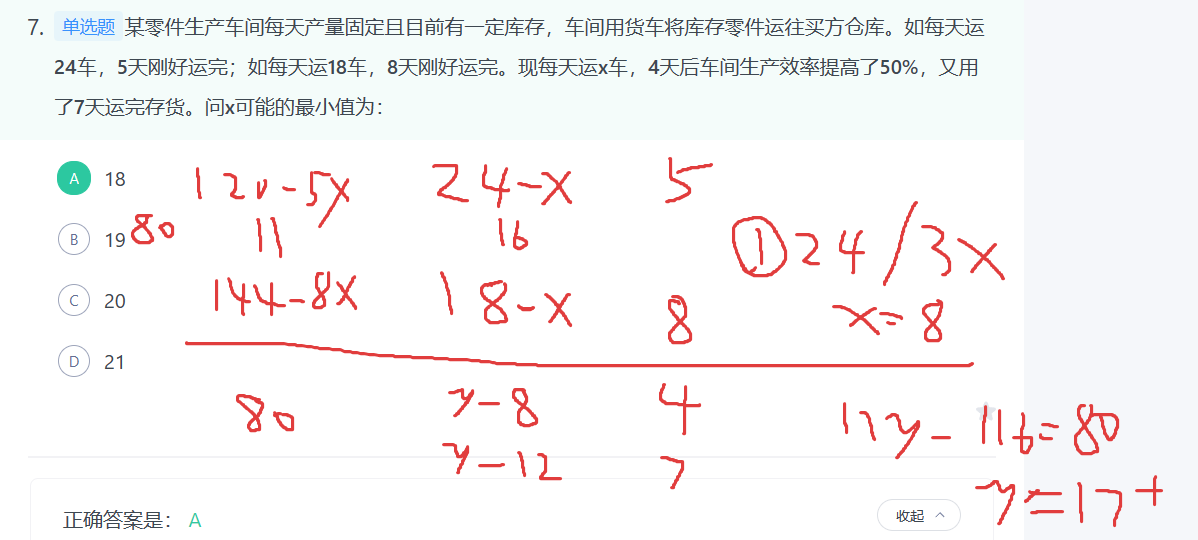 7. 单选题 某零件生产车间每天产量固定且目前有一定库存，车间用货车将库存零件运往买方仓库。如每天运
24车，5天刚好运完；如每天运18车，8天刚好运完。现每天运x车，4天后车间生产效率提高了50%，又用
了7天运完存货。问x可能的最小值为：
A 18
120-5x 24-x 5
B 19
80 11 16
① 24/3x
C 20
144-8x 18-x 8 x=8
D 21
80 y-8 4
11y-116=80
y-12 7
y=17+
正确答案是： A
收起